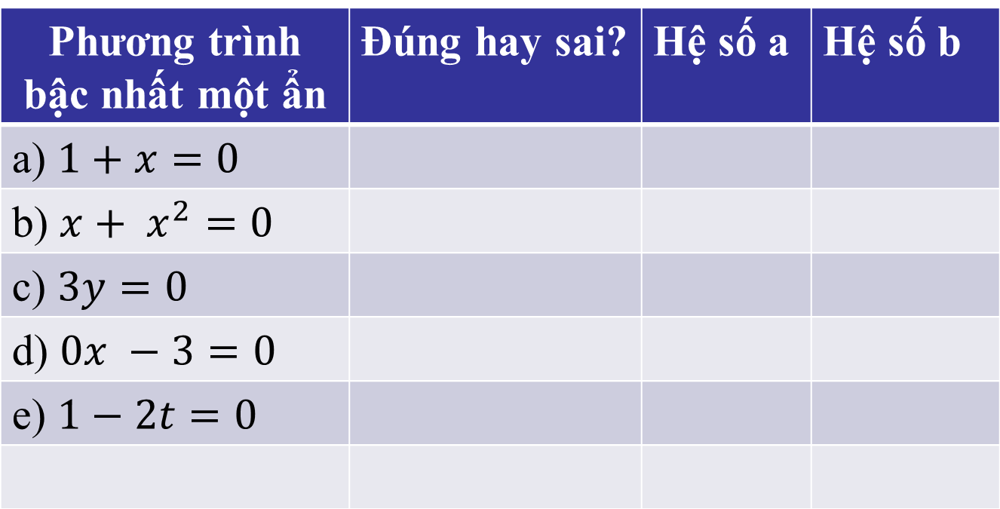 Phương trình Đúng hay sai? Hệ số a Hệ số b
bậc nhất một ẩn
a) 1 + x = 0
b) x + x² = 0
c) 3y = 0
d) 0x − 3 = 0
e) 1 − 2t = 0